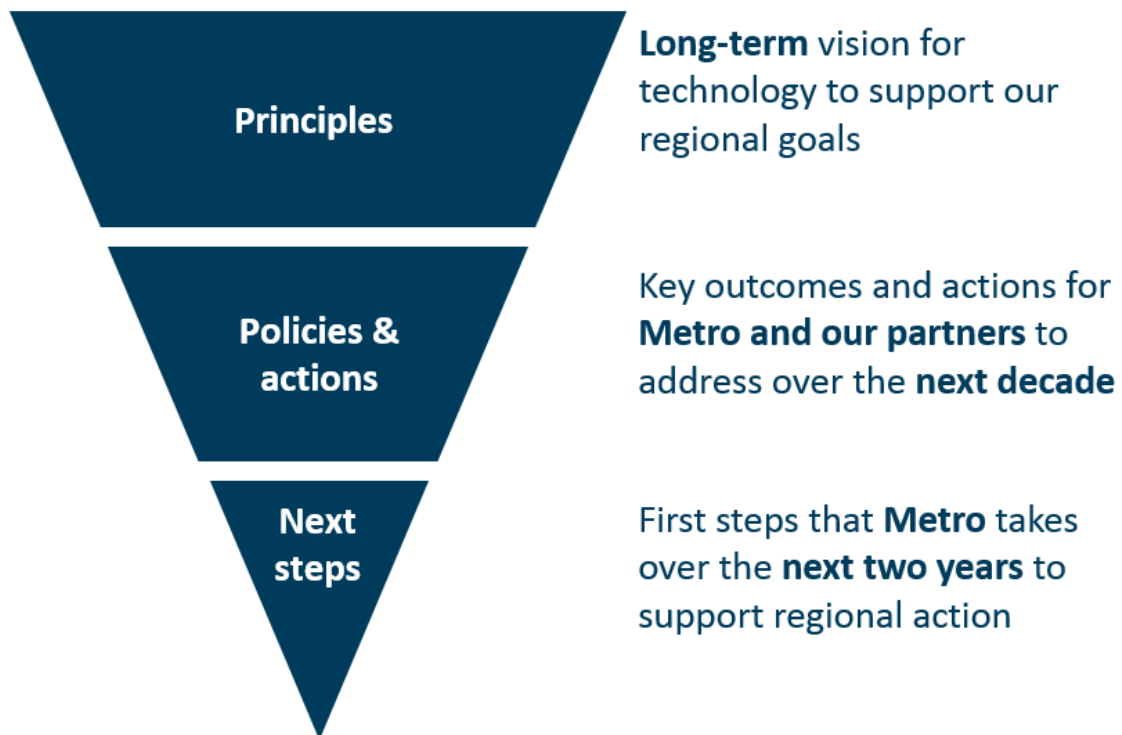 Principles
Long-term vision for
technology to support our
regional goals
Policies &
actions
Key outcomes and actions for
Metro and our partners to
address over the next decade
Next
steps
First steps that Metro takes
over the next two years to
support regional action